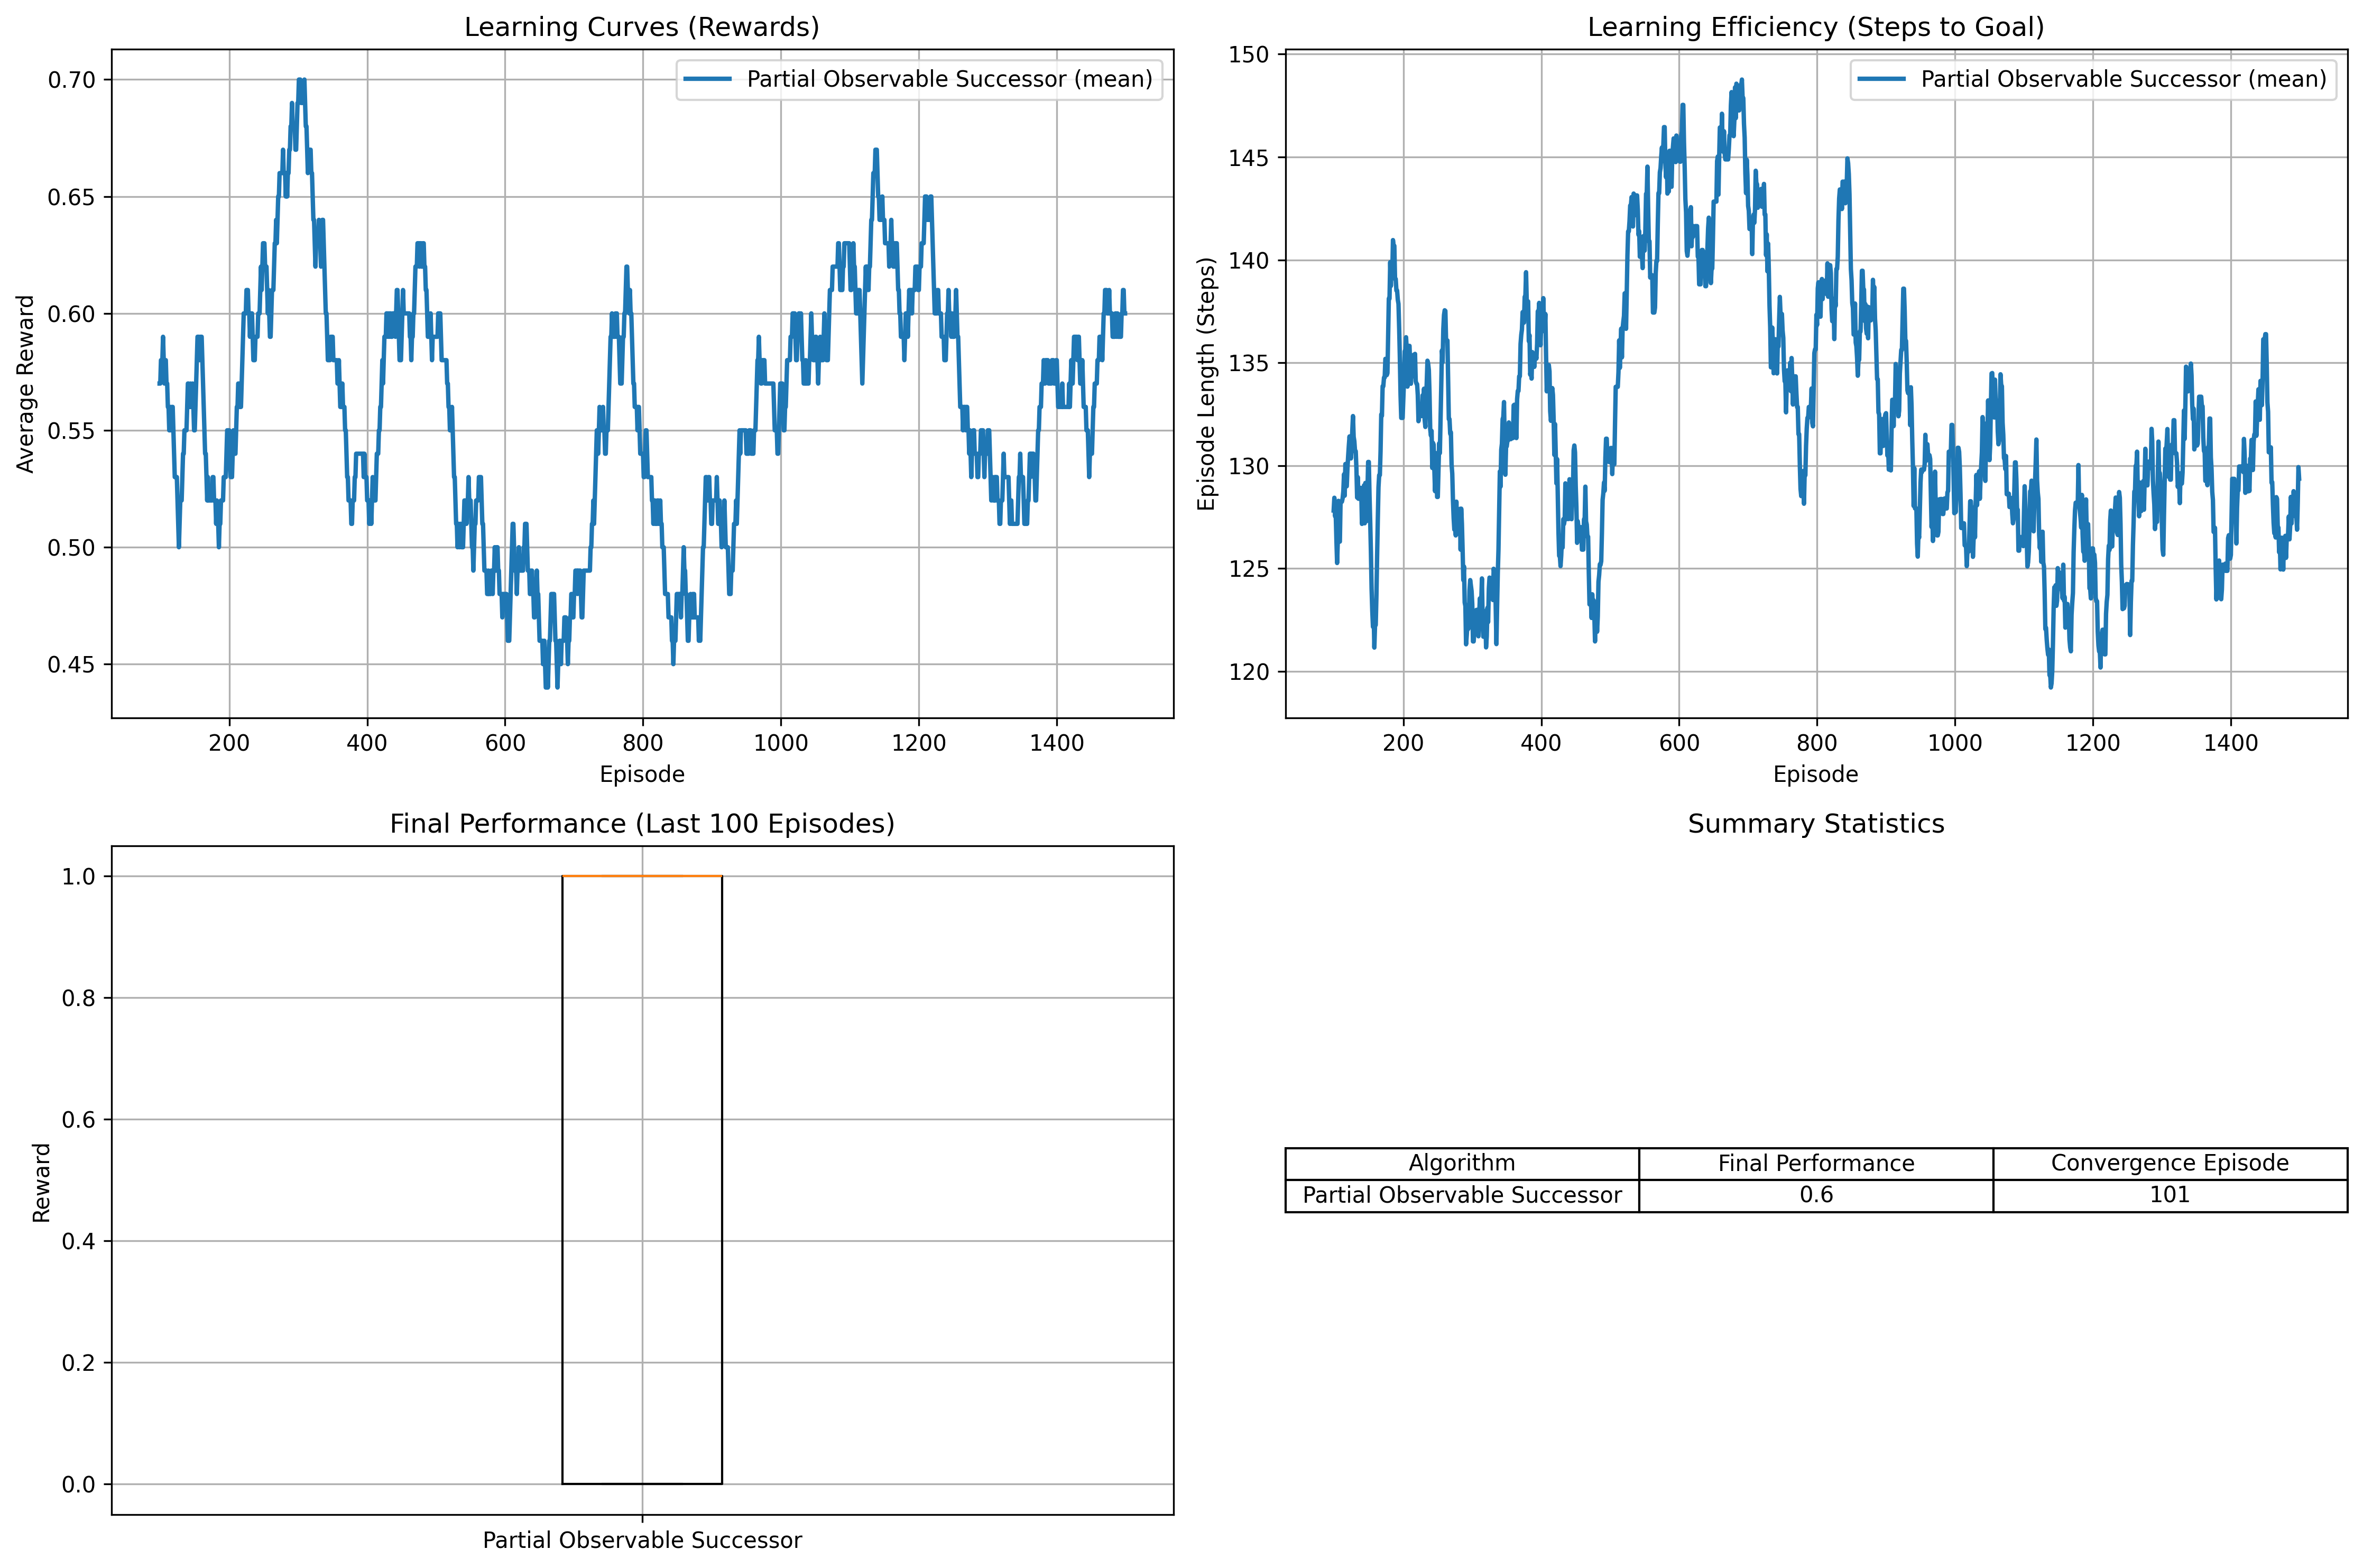 Learning Curves (Rewards)
Partial Observable Successor (mean)
0.70
0.65
0.60
0.55
0.50
0.45
Average Reward
200 400 600 800 1000 1200 1400
Episode
Learning Efficiency (Steps to Goal)
Partial Observable Successor (mean)
150
145
140
135
130
125
120
Episode Length (Steps)
200 400 600 800 1000 1200 1400
Episode
Final Performance (Last 100 Episodes)
1.0
0.8
0.6
0.4
0.2
0.0
Reward
Partial Observable Successor
Summary Statistics
Algorithm Final Performance Convergence Episode
Partial Observable Successor 0.6 101